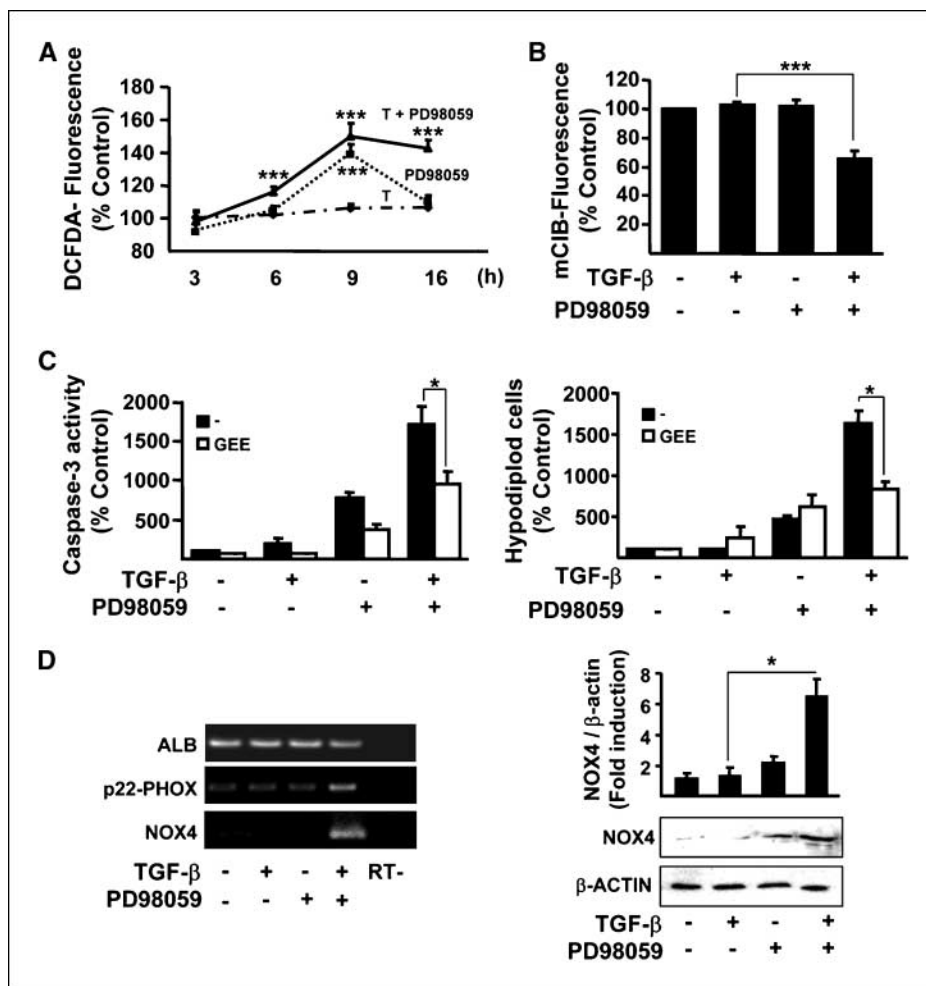 A
DCFDA- Fluorescence
(% Control)
180
160
140
120
100
80
***
***
***
***
T + PD98059
PD98059
T
3 6 9 16 (h)
B
mClB-Fluorescence
(% Control)
120
100
80
60
40
20
***
TGF-β - + - +
PD98059 - - + +
C
Caspase-3 activity
(% Control)
2000
1500
1000
500
-
GEE
*
TGF-β - + - +
PD98059 - - + +
Hypodiplod cells
(% Control)
2000
1500
1000
500
-
GEE
*
TGF-β - + - +
PD98059 - - + +
D
ALB
p22-PHOX
NOX4
TGF-β - + - + RT-
PD98059 - - + +
NOX4 / β-actin
(Fold induction)
8
6
4
2
*
NOX4
β-ACTIN
TGF-β - + - +
PD98059 - - + +